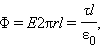 Φ = E2πrl = τl/ε₀,